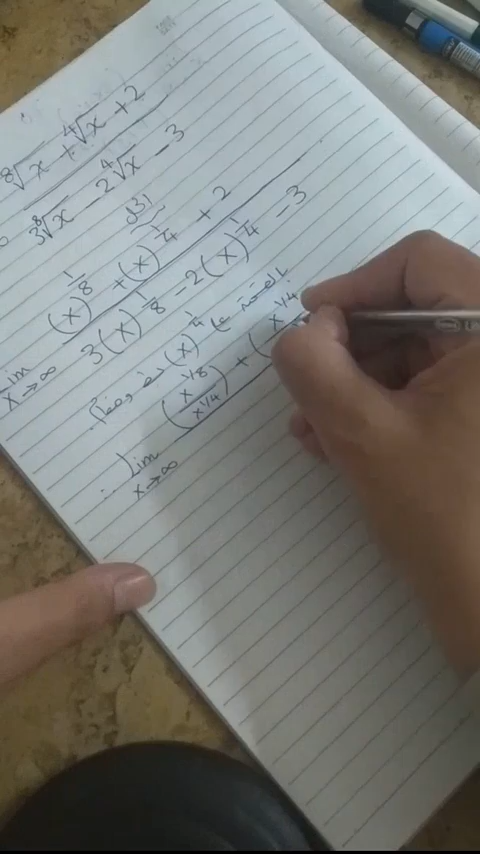 ⁸√x + ⁴√x + 2
3⁸√x - 2⁴√x - 3
الحل
(x)^1/8 + (x)^1/4 + 2
lim x→∞ 3(x)^1/8 - 2(x)^1/4 - 3
بالقسمة على (x)^1/4
∴ Lim x→∞ (x^1/8 / x^1/4) + (x^1/4